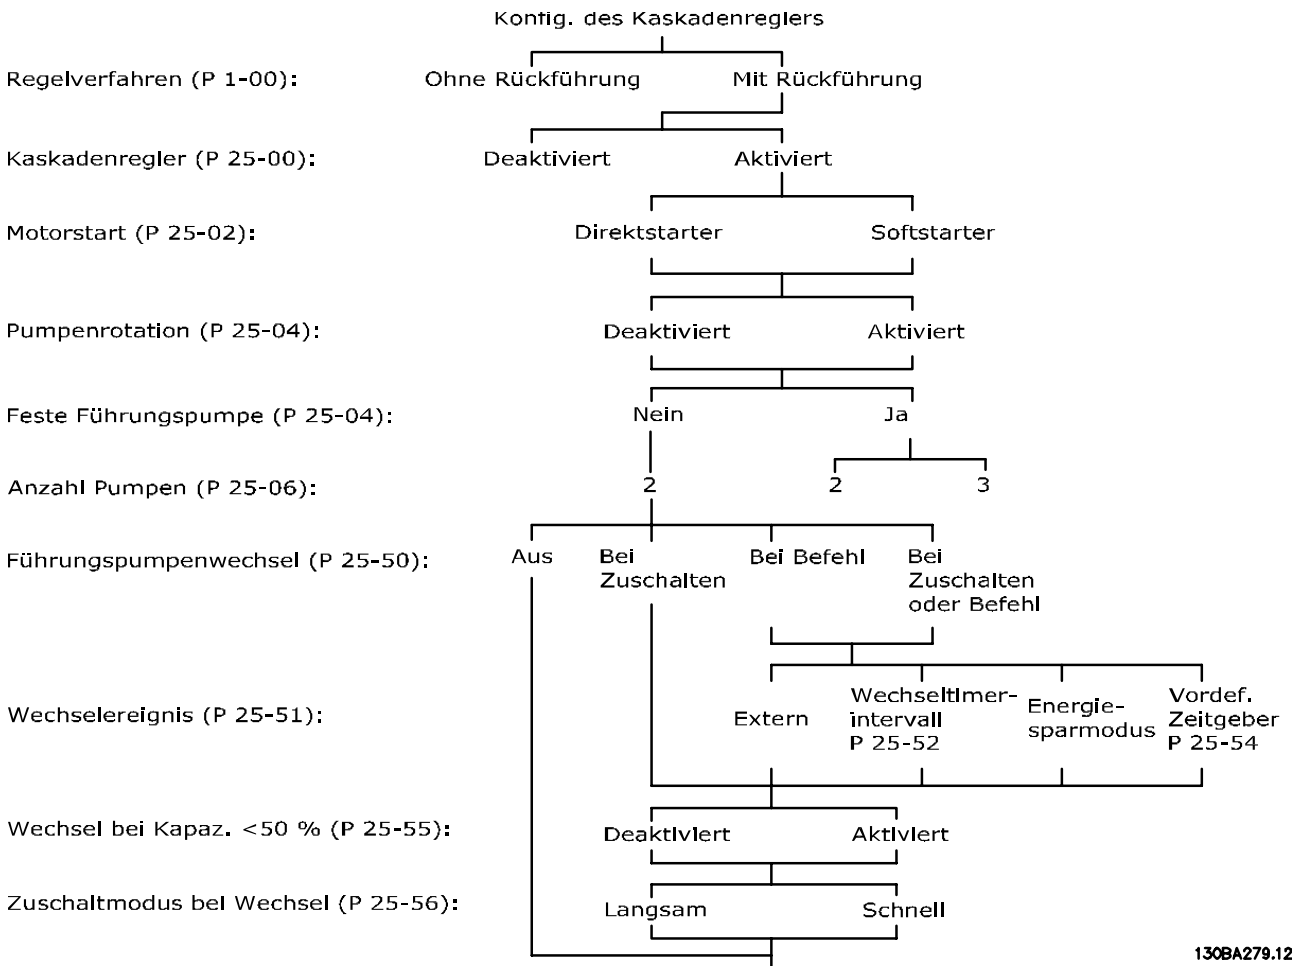 Konfig. des Kaskadenreglers
Regelverfahren (P 1-00):
Ohne Rückführung
Mit Rückführung
Kaskadenregler (P 25-00):
Deaktiviert
Aktiviert
Motorstart (P 25-02):
Direktstarter
Softstarter
Pumpenrotation (P 25-04):
Deaktiviert
Aktiviert
Feste Führungspumpe (P 25-04):
Nein
Ja
Anzahl Pumpen (P 25-06):
2
2
3
Führungspumpenwechsel (P 25-50):
Aus
Bei
Zuschalten
Bei Befehl
Bei
Zuschalten
oder Befehl
Wechselereignis (P 25-51):
Extern
Wechseltimer-
intervall
P 25-52
Energie-
sparmodus
Vordef.
Zeitgeber
P 25-54
Wechsel bei Kapaz. <50 % (P 25-55):
Deaktiviert
Aktiviert
Zuschaltmodus bei Wechsel (P 25-56):
Langsam
Schnell
130BA279.12